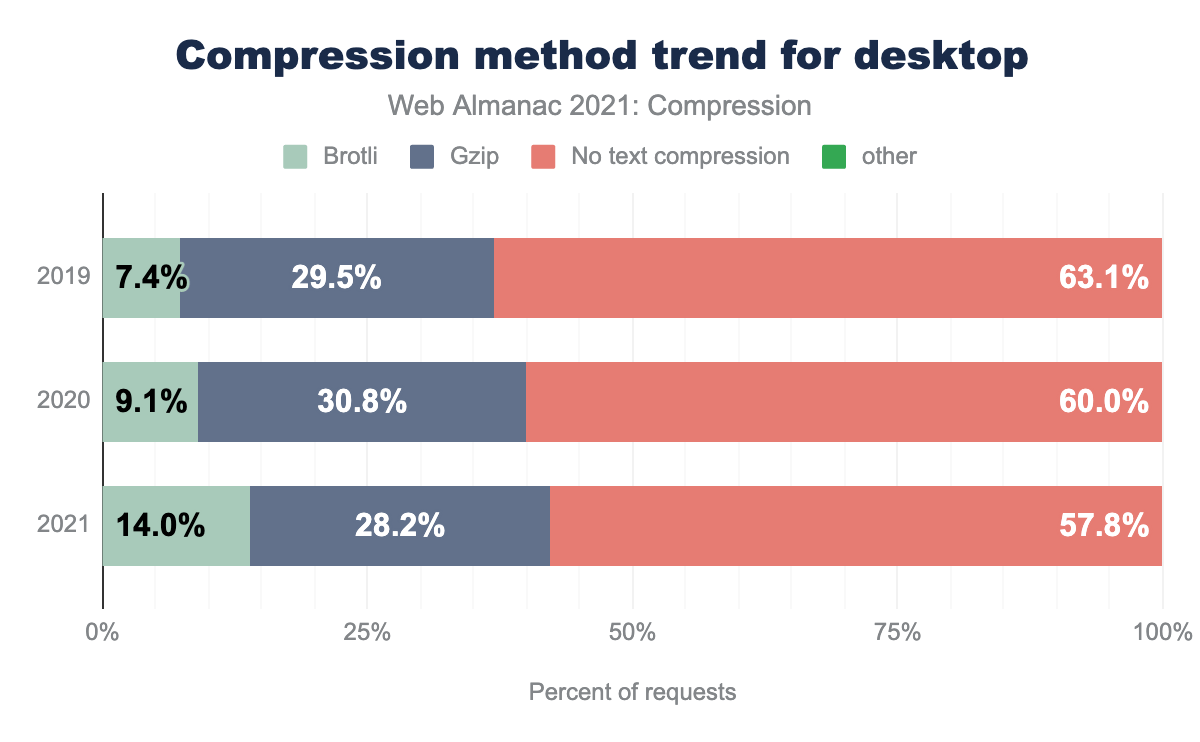 Compression method trend for desktop
Web Almanac 2021: Compression
Brotli Gzip No text compression other
2019 7.4% 29.5% 63.1%
2020 9.1% 30.8% 60.0%
2021 14.0% 28.2% 57.8%
0% 25% 50% 75% 100%
Percent of requests